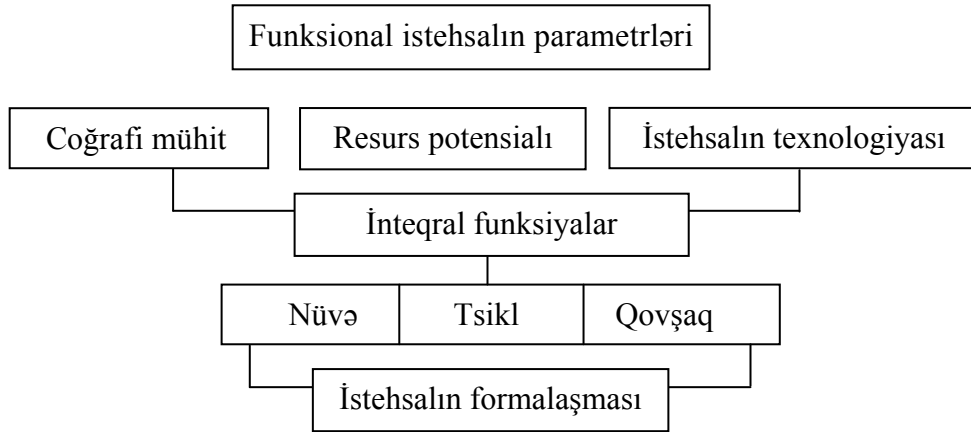 Funksional istehsalın parametrləri
Coğrafi mühit
Resurs potensialı
İstehsalın texnologiyası
İnteqral funksiyalar
Nüvə
Tsikl
Qovşaq
İstehsalın formalaşması